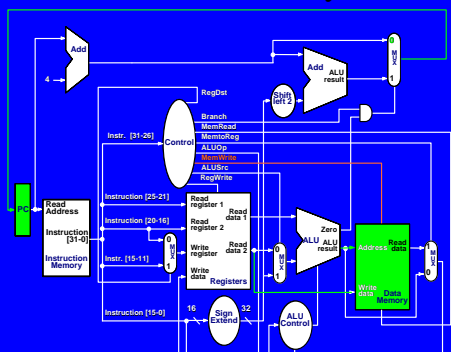 Add
4
Add
ALU
result
0
MUX
1
Shift
left 2
RegDst
Branch
MemRead
MemtoReg
ALUOp
MemWrite
ALUSrc
RegWrite
Control
Instr. [31-26]
PC
Read
Address
Instruction
[31-0]
Instruction
Memory
Instruction [25-21]
Instruction [20-16]
Instr. [15-11]
Instruction [15-0]
0
MUX
1
Read
register 1
Read
register 2
Write
register
Write
data
Read
data 1
Read
data 2
Registers
0
MUX
1
Zero
ALU
ALU
result
Address
Read
data
Write
data
Data
Memory
1
MUX
0
16
Sign
Extend
32
ALU
Control